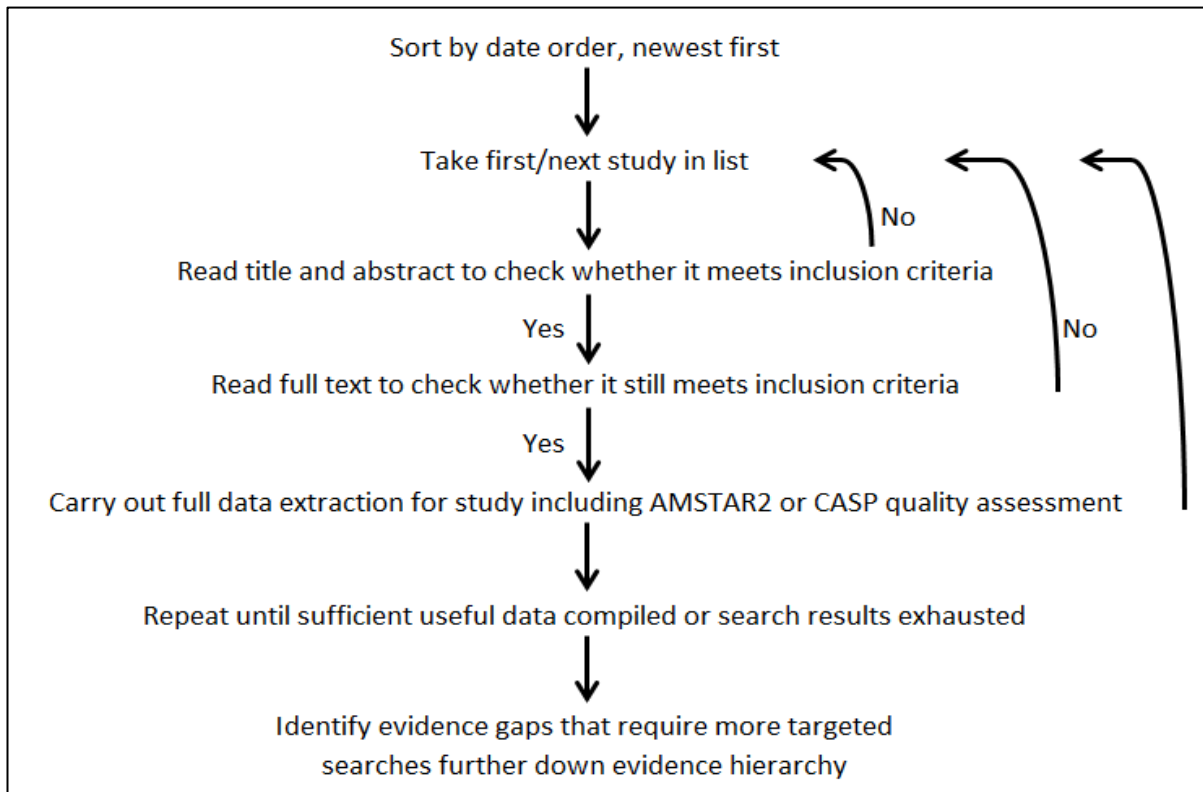 Sort by date order, newest first
Take first/next study in list
No
Read title and abstract to check whether it meets inclusion criteria
Yes
No
Read full text to check whether it still meets inclusion criteria
Yes
Carry out full data extraction for study including AMSTAR2 or CASP quality assessment
Repeat until sufficient useful data compiled or search results exhausted
Identify evidence gaps that require more targeted
searches further down evidence hierarchy